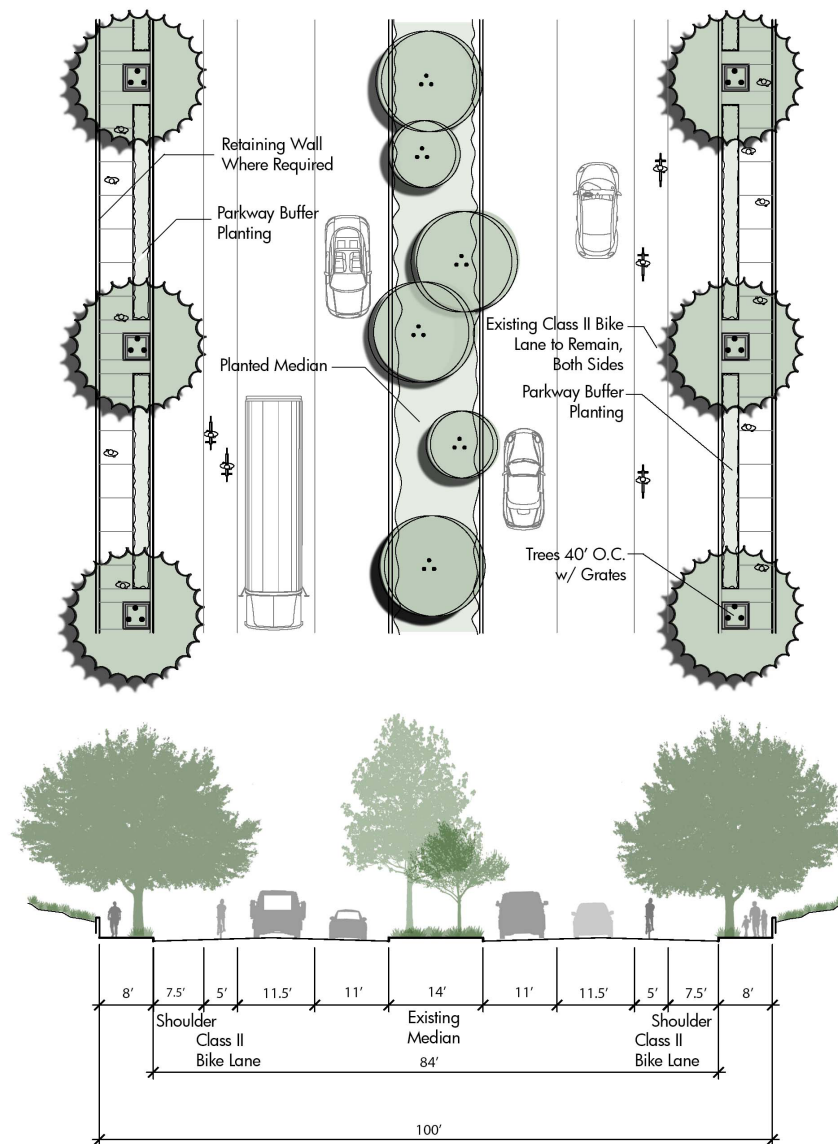 Retaining Wall
Where Required
Parkway Buffer
Planting
Existing Class II Bike
Lane to Remain,
Both Sides
Planted Median
Parkway Buffer
Planting
Trees 40' O.C.
w/ Grates
8' 7.5' 5' 11.5' 11' 14' 11' 11.5' 5' 7.5' 8'
Shoulder
Class II
Bike Lane
Existing
Median
Shoulder
Class II
Bike Lane
84'
100'